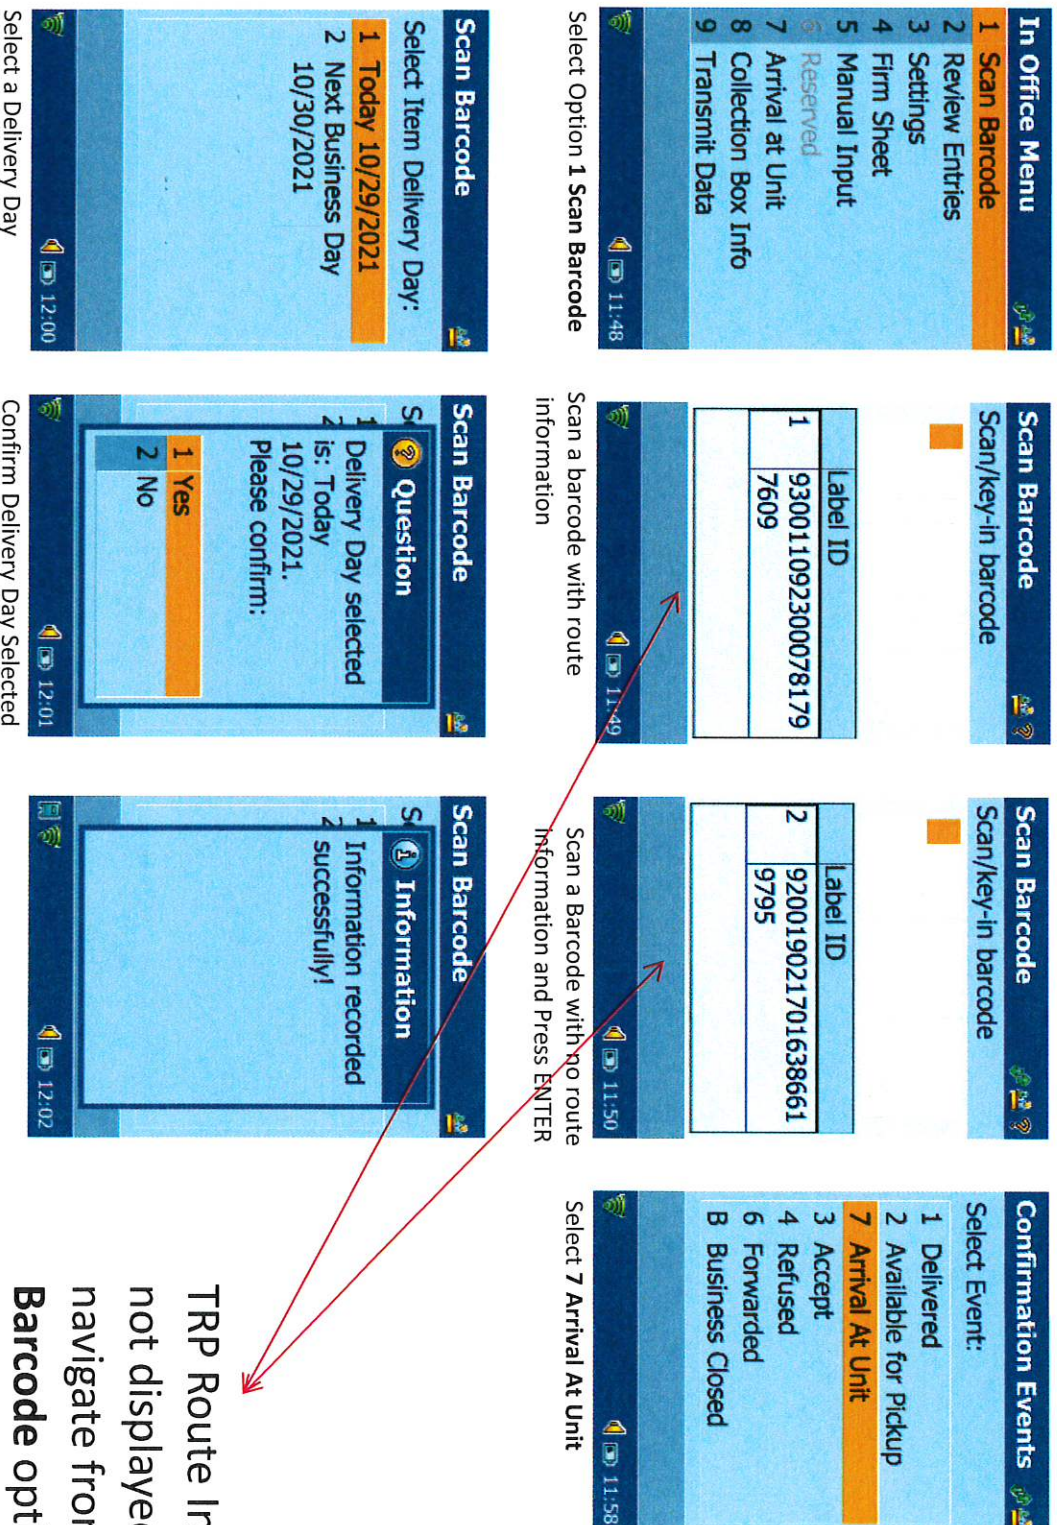 In Office Menu
1 Scan Barcode
2 Review Entries
3 Settings
4 Firm Sheet
5 Manual Input
6 Reserved
7 Arrival at Unit
8 Collection Box Info
9 Transmit Data
11:48
Select Option 1 Scan Barcode
Scan Barcode
Scan/key-in barcode
Label ID
1 930011092300078179
7609
11:49
Scan a barcode with route
information
Scan Barcode
Scan/key-in barcode
Label ID
2 920019021701638661
9795
11:50
Scan a Barcode with no route
information and Press ENTER
Confirmation Events
Select Event:
1 Delivered
2 Available for Pickup
7 Arrival At Unit
3 Accept
4 Refused
6 Forwarded
B Business Closed
11:58
Select 7 Arrival At Unit
Scan Barcode
Select Item Delivery Day:
1 Today 10/29/2021
2 Next Business Day
10/30/2021
12:00
Select a Delivery Day
Scan Barcode
Question
Delivery Day selected
is: Today
10/29/2021.
Please confirm:
1 Yes
2 No
12:01
Confirm Delivery Day Selected
Scan Barcode
Information
Information recorded
successfully!
12:02
TRP Route In
not displayed
navigate from
Barcode opt